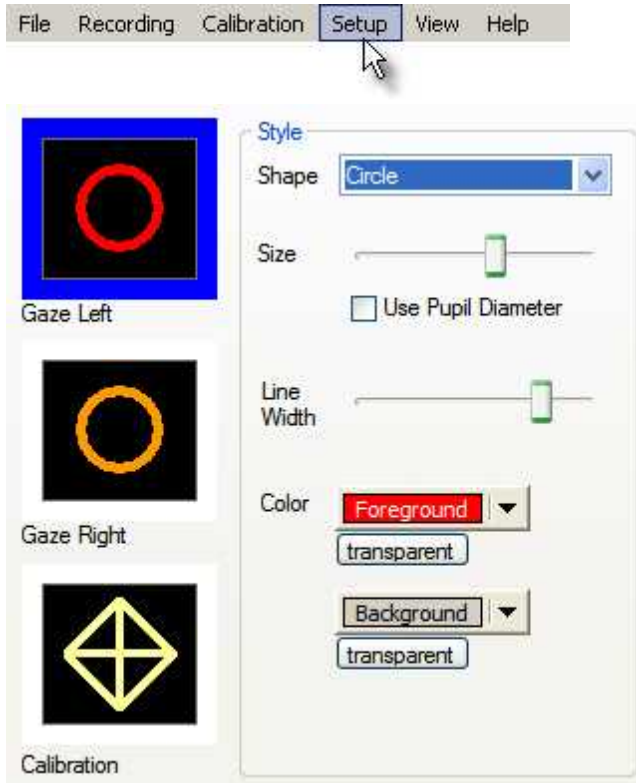 File Recording Calibration Setup View Help
Gaze Left
Gaze Right
Calibration
Style
Shape Circle
Size
Use Pupil Diameter
Line
Width
Color Foreground
transparent
Background
transparent